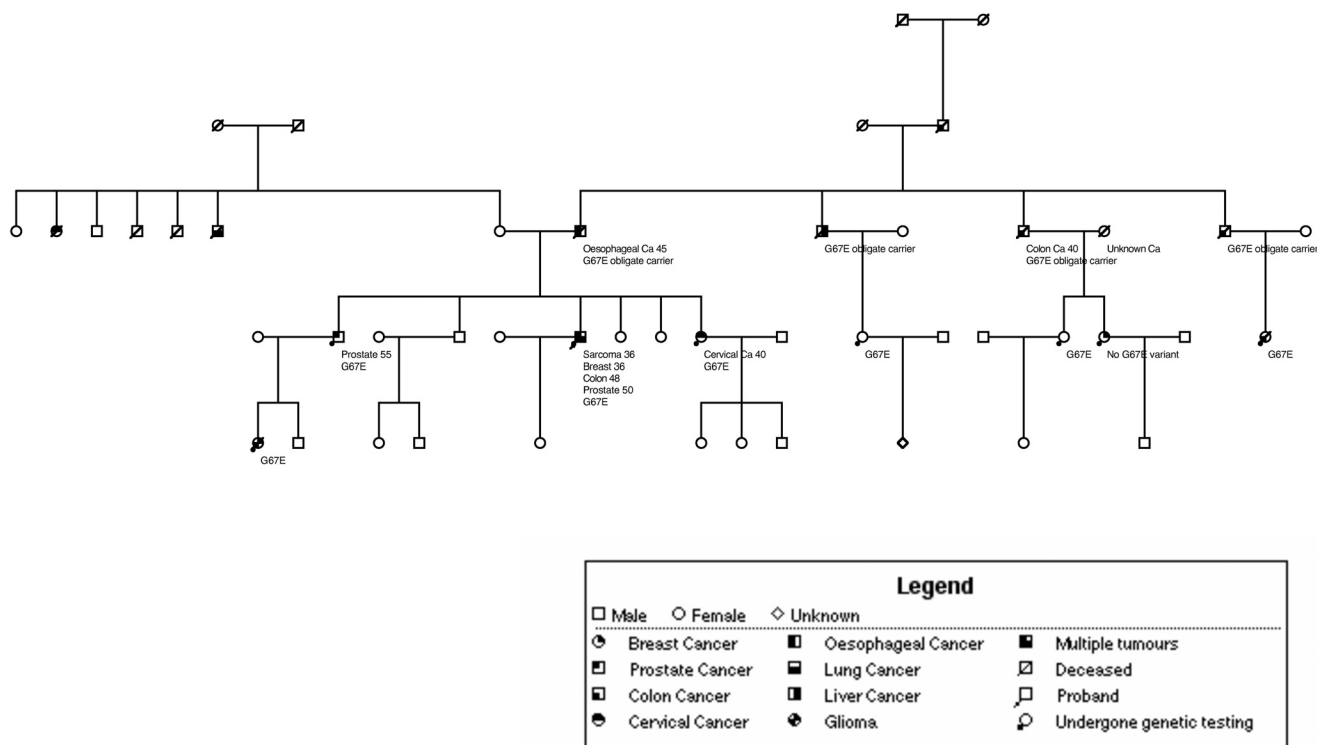 Oesophageal Ca 45
G67E obligate carrier
G67E obligate carrier
Colon Ca 40
G67E obligate carrier
Unknown Ca
G67E obligate carrier
Prostate 55
G67E
Sarcoma 36
Breast 36
Colon 48
Prostate 50
G67E
Cervical Ca 40
G67E
G67E
G67E
No G67E variant
G67E
G67E
Legend
Male Female Unknown
Breast Cancer Oesophageal Cancer Multiple tumours
Prostate Cancer Lung Cancer Deceased
Colon Cancer Liver Cancer Proband
Cervical Cancer Glioma Undergone genetic testing